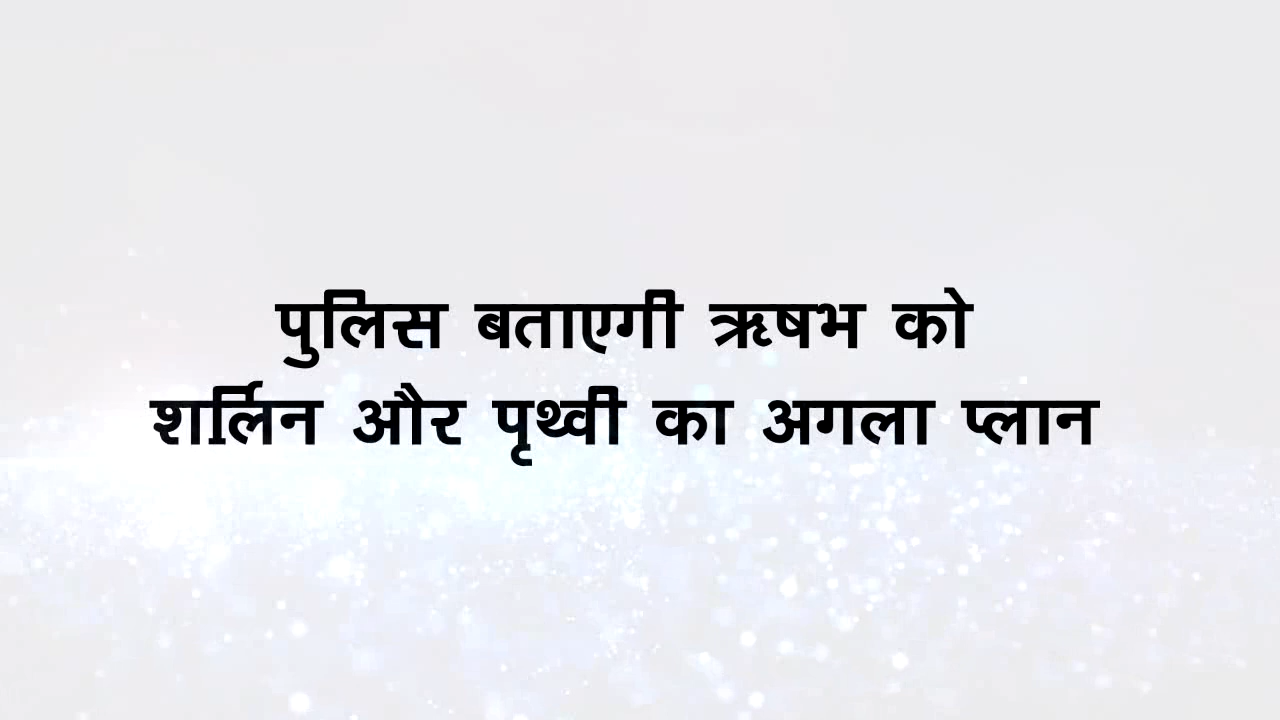 पुलिस बताएगी ऋषभ को
शर्लिन और पृथ्वी का अगला प्लान